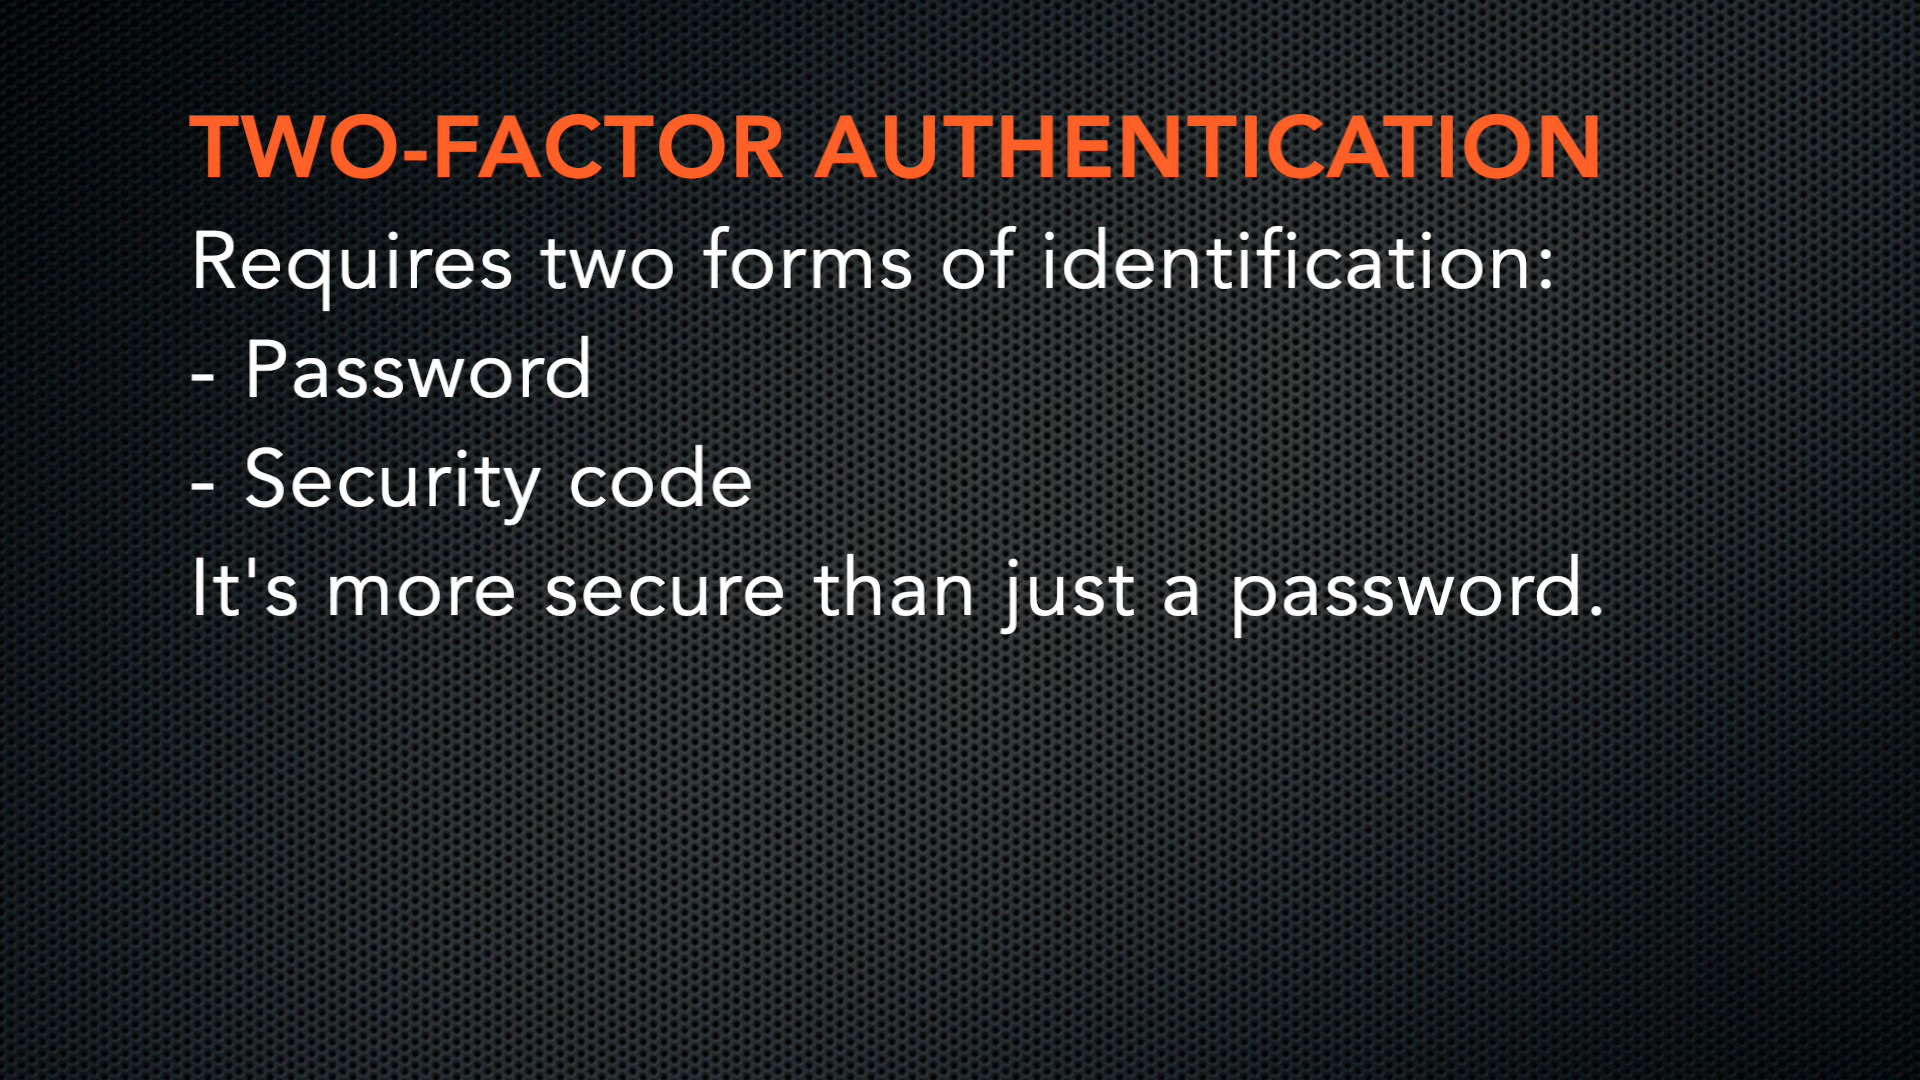 TWO-FACTOR AUTHENTICATION
Requires two forms of identification:
- Password
- Security code
It's more secure than just a password.